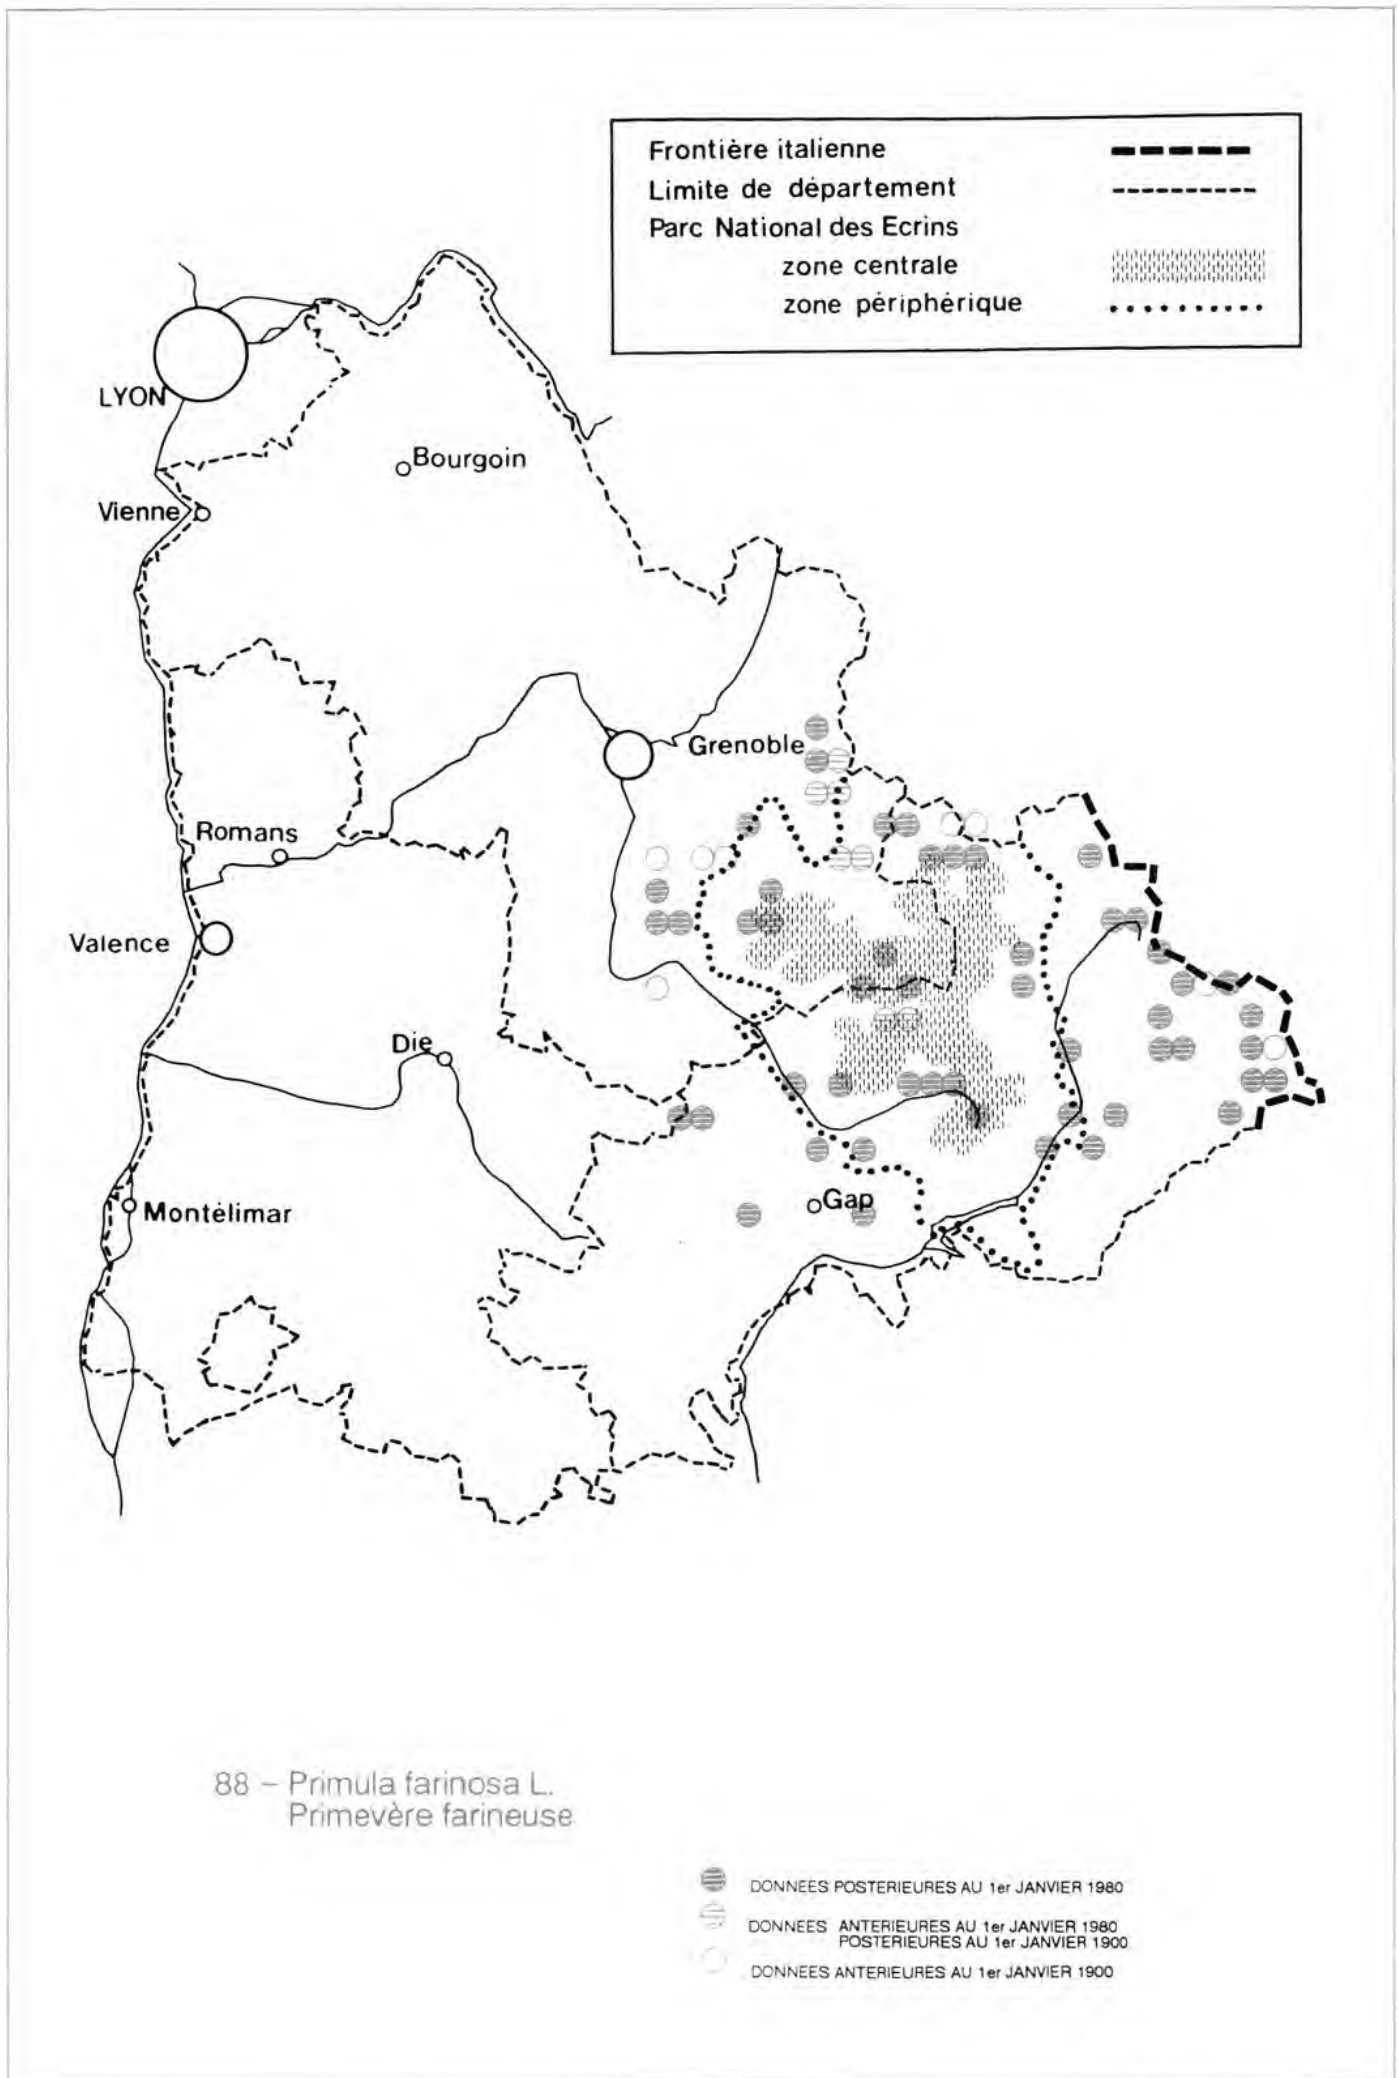 Frontière italienne
Limite de département
Parc National des Ecrins
zone centrale
zone périphérique
LYON
Bourgoin
Vienne
Grenoble
Romans
Valence
Die
Gap
Montélimar
88 – Primula farinosa L.
Primevère farineuse
DONNEES POSTERIEURES AU 1er JANVIER 1980
DONNEES ANTERIEURES AU 1er JANVIER 1980
POSTERIEURES AU 1er JANVIER 1900
DONNEES ANTERIEURES AU 1er JANVIER 1900